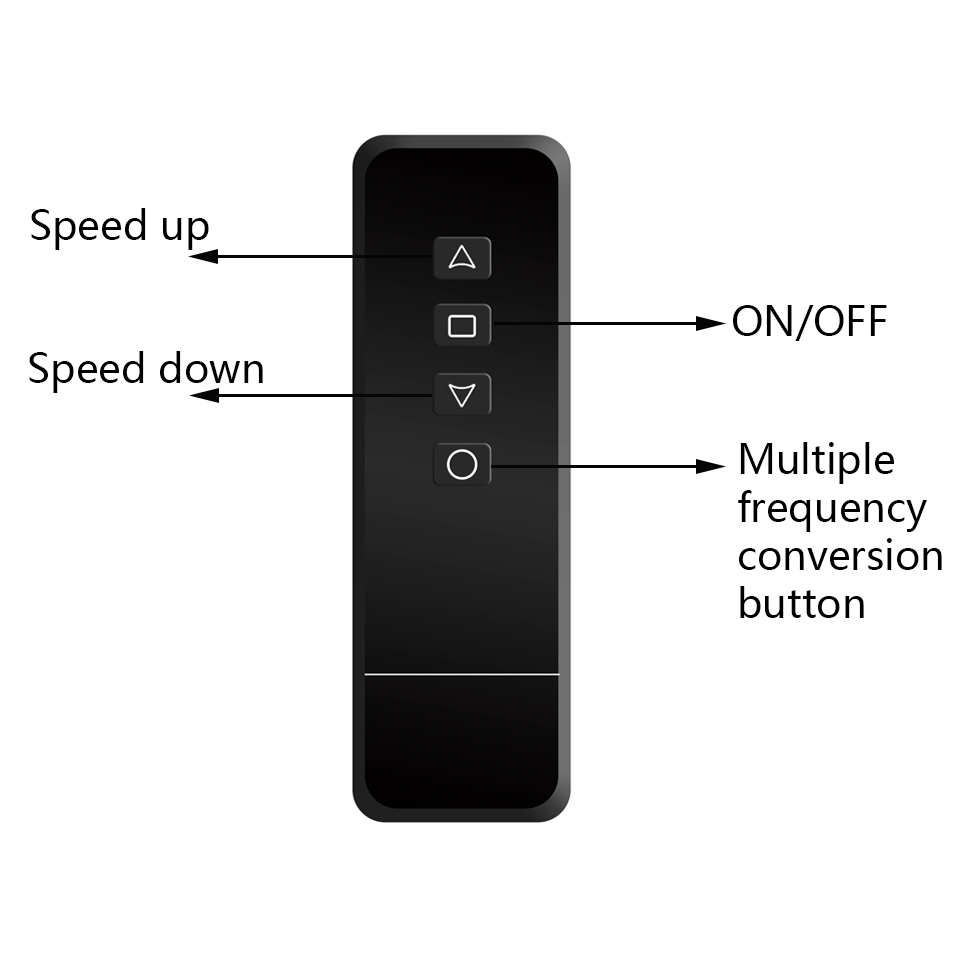 Speed up
ON/OFF
Speed down
Multiple
frequency
conversion
button